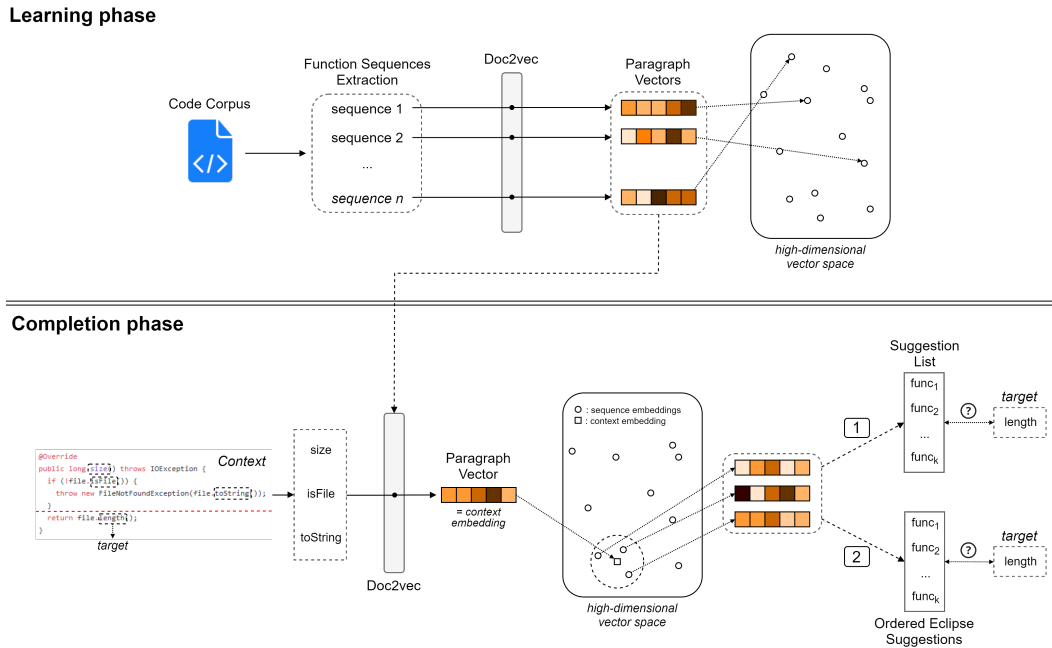 Learning phase
Code Corpus
Function Sequences
Extraction
sequence 1
sequence 2
...
sequence n
Doc2vec
Paragraph
Vectors
high-dimensional
vector space
Completion phase
@Override
public long size() throws IOException {
if (!file.isFile()) {
throw new FileNotFoundException(file.toString());
}
return file.length();
}
Context
target
size
isFile
toString
Doc2vec
Paragraph
Vector
= context
embedding
: sequence embeddings
: context embedding
high-dimensional
vector space
1
2
Suggestion
List
func1
func2
...
funck
?
target
length
func1
func2
...
funck
?
target
length
Ordered Eclipse
Suggestions